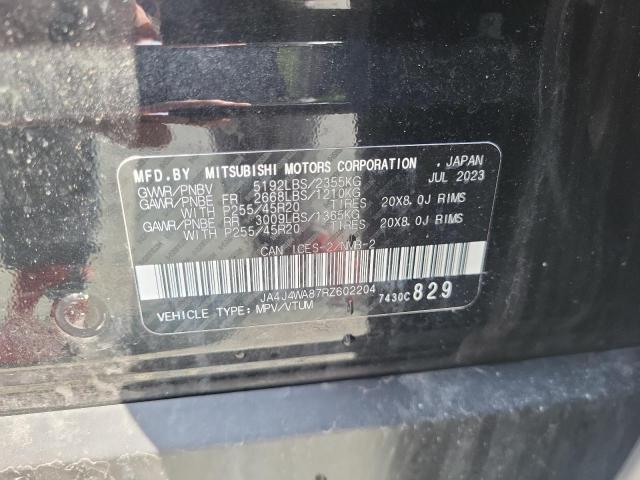 MFD.BY MITSUBISHI MOTORS CORPORATION . JAPAN
GVWR/PNBV 5192LBS/2355KG JUL 2023
GAWR/PNBE FR 2668LBS/1210KG
WITH P255/45R20 TIRES 20X8.0J RIMS
GAWR/PNBE RR 3009LBS/1365KG
WITH P255/45R20 TIRES 20X8.0J RIMS
CAN ICES-2/NMB-2
JA4J4WA87RZ602204 7430C 829
VEHICLE TYPE: MPV/VTUM